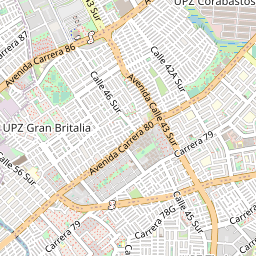 UPZ Corabastos
Carrera 87
Avenida Carrera 86
Calle 43 Sur
Calle 42A Sur
Calle 46 Sur
Avenida Calle 43 Sur
UPZ Gran Britalia
Avenida Carrera 80
Carrera 79
Calle 56 Sur
Carrera 79
Carrera 78G
Calle 45 Sur